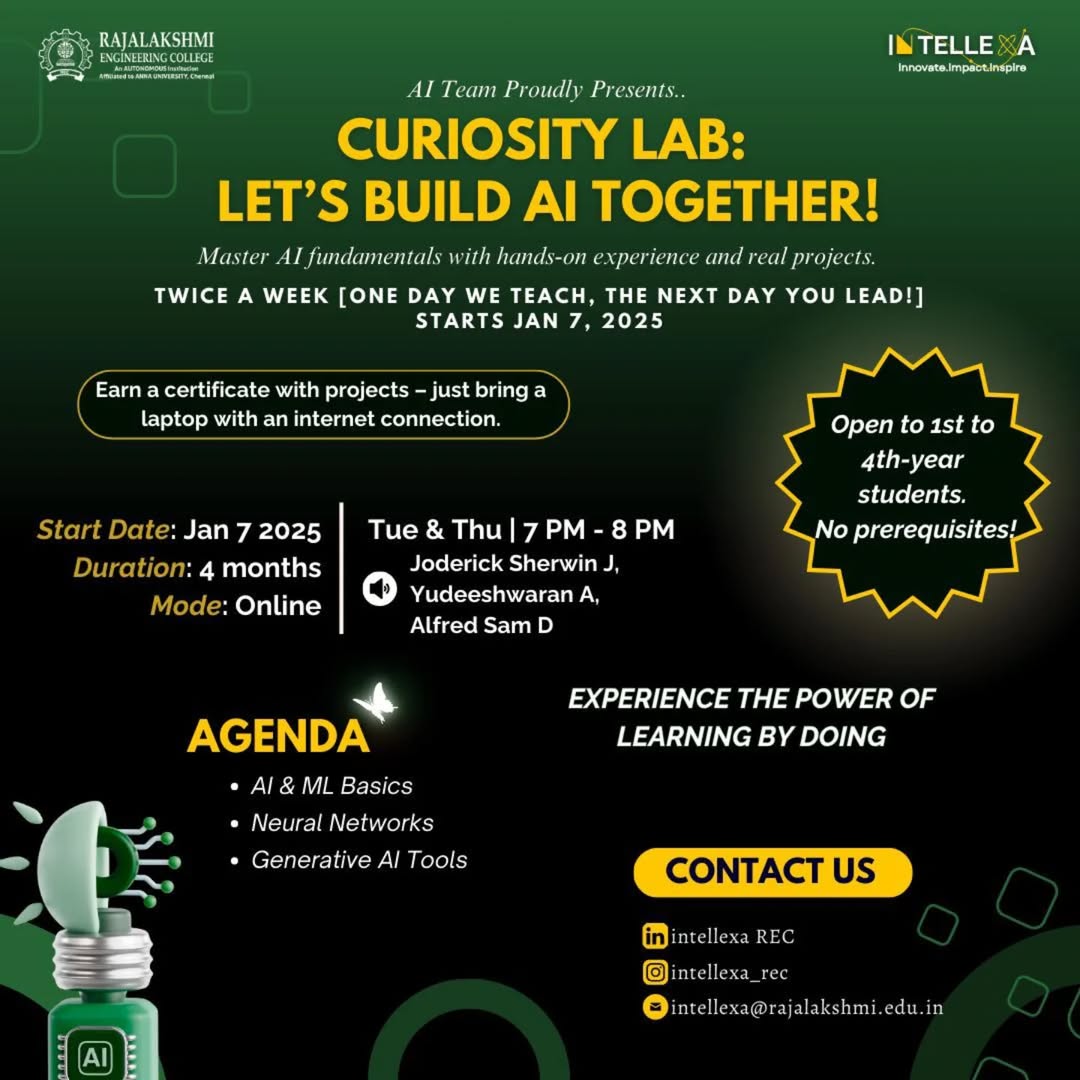 RAJALAKSHMI
ENGINEERING COLLEGE
An AUTONOMOUS Institution
Affiliated to ANNA UNIVERSITY, Chennai
INTELLEXA
Innovate.Impact.Inspire
AI Team Proudly Presents..
CURIOSITY LAB:
LET'S BUILD AI TOGETHER!
Master AI fundamentals with hands-on experience and real projects.
TWICE A WEEK [ONE DAY WE TEACH, THE NEXT DAY YOU LEAD!]
STARTS JAN 7, 2025
Earn a certificate with projects – just bring a
laptop with an internet connection.
Open to 1st to
4th-year
students.
No prerequisites!
Start Date: Jan 7 2025
Duration: 4 months
Mode: Online
Tue & Thu | 7 PM - 8 PM
Joderick Sherwin J,
Yudeeshwaran A,
Alfred Sam D
EXPERIENCE THE POWER OF
LEARNING BY DOING
AGENDA
• AI & ML Basics
• Neural Networks
• Generative AI Tools
CONTACT US
in intellexa REC
intellexa_rec
intellexa@rajalakshmi.edu.in
AI